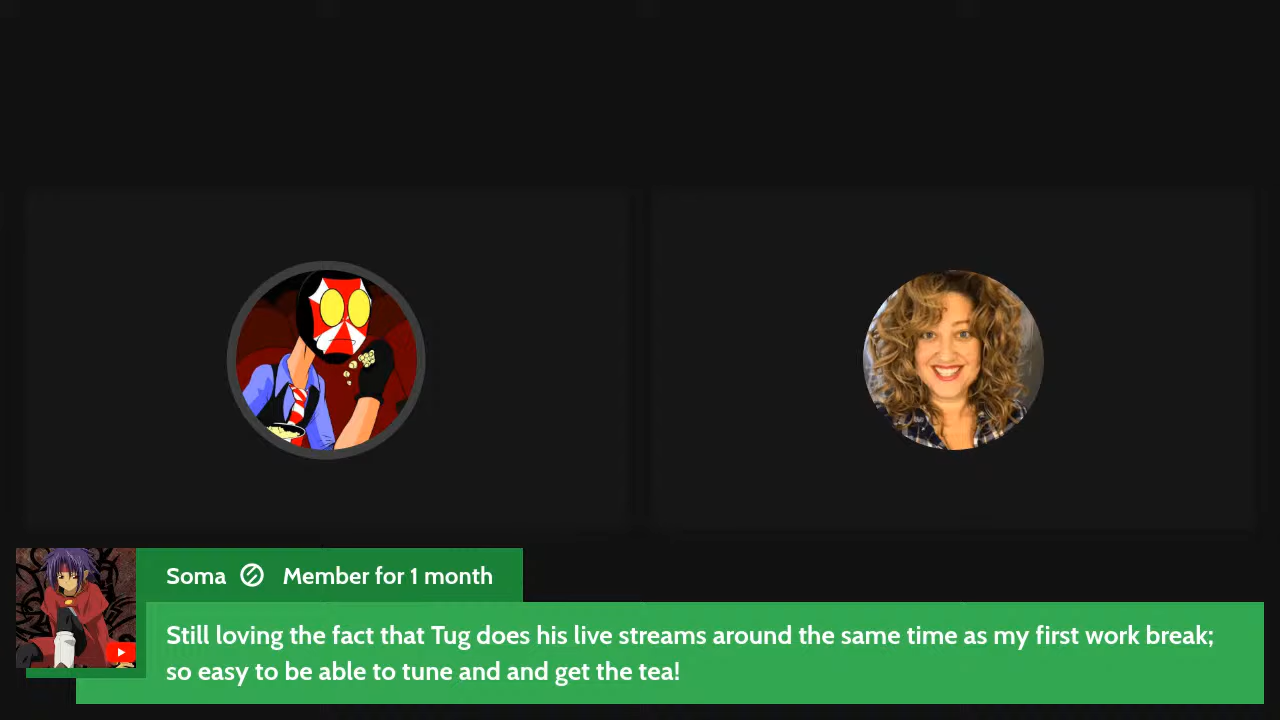 Soma Member for 1 month
Still loving the fact that Tug does his live streams around the same time as my first work break;
so easy to be able to tune and and get the tea!